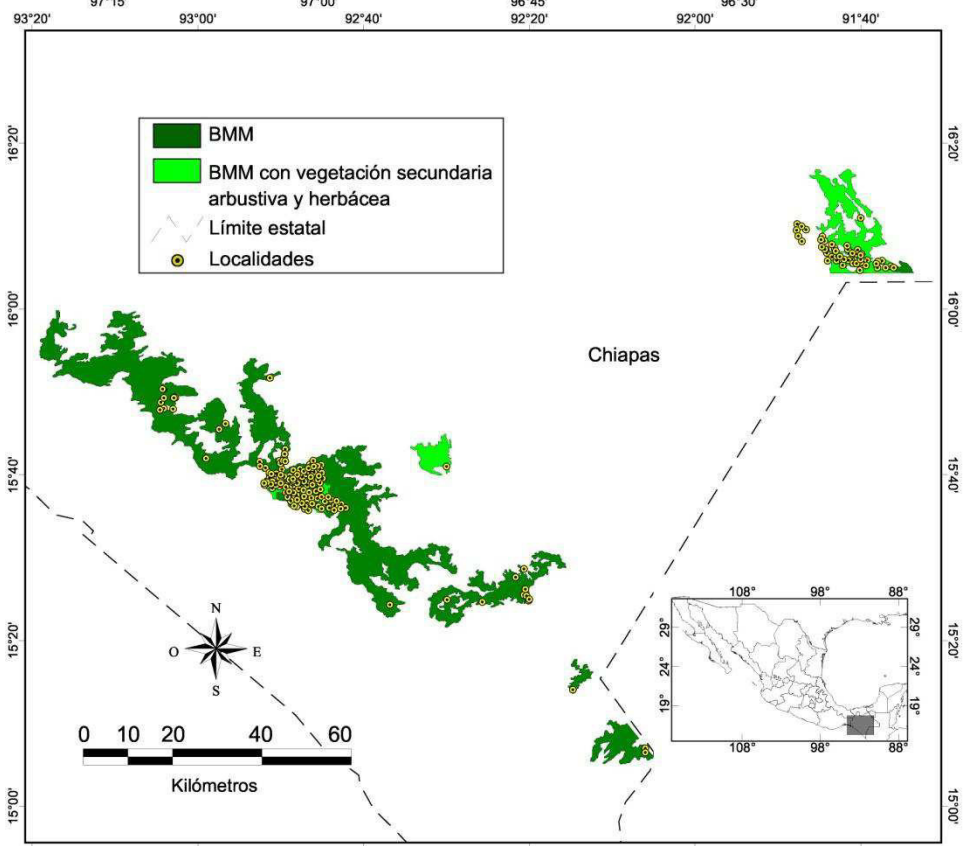 97°15' 97°00' 96°45' 96°30'
93°20' 93°00' 92°40' 92°20' 92°00' 91°40'
BMM
BMM con vegetación secundaria
arbustiva y herbácea
Límite estatal
Localidades
16°20' 16°20'
16°00' 16°00'
Chiapas
15°40' 15°40'
15°20' 15°20'
N
O E
S
108° 98° 88°
29° 29°
24° 24°
19° 19°
108° 98° 88°
0 10 20 40 60
Kilómetros
15°00' 15°00'